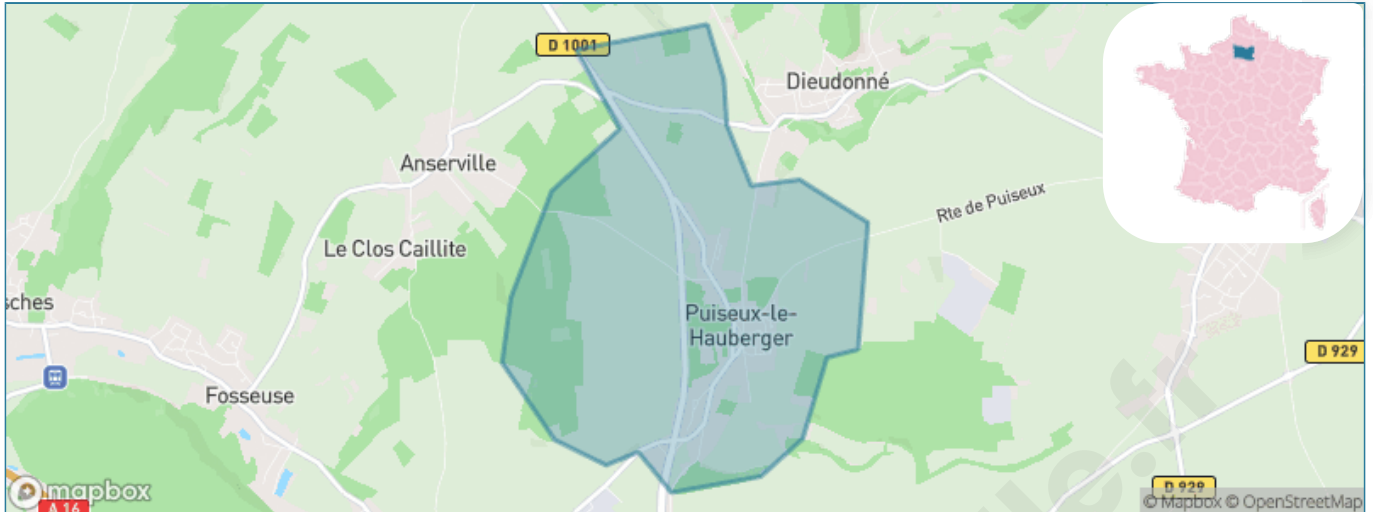 D 1001
Dieudonné
Anserville
Rte de Puiseux
Le Clos Caillite
sches
Puiseux-le-
Hauberger
D 929
Fosseuse
D 929
mapbox
A 16
© Mapbox © OpenStreetMap